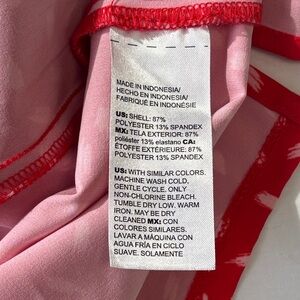 MADE IN INDONESIA/
HECHO EN INDONESIA/
FABRIQUÉ EN INDONÉSIE
US: SHELL: 87%
POLYESTER 13% SPANDEX
MX: TELA EXTERIOR: 87%
poliéster 13% elastano CA:
ÉTOFFE EXTÉRIEURE: 87%
POLYESTER 13% SPANDEX
US: WITH SIMILAR COLORS.
MACHINE WASH COLD,
GENTLE CYCLE. ONLY
NON-CHLORINE BLEACH.
TUMBLE DRY LOW. WARM
IRON. MAY BE DRY
CLEANED MX: CON
COLORES SIMILARES.
LAVAR A MÁQUINA CON
AGUA FRÍA EN CICLO
SUAVE. SOLAMENTE